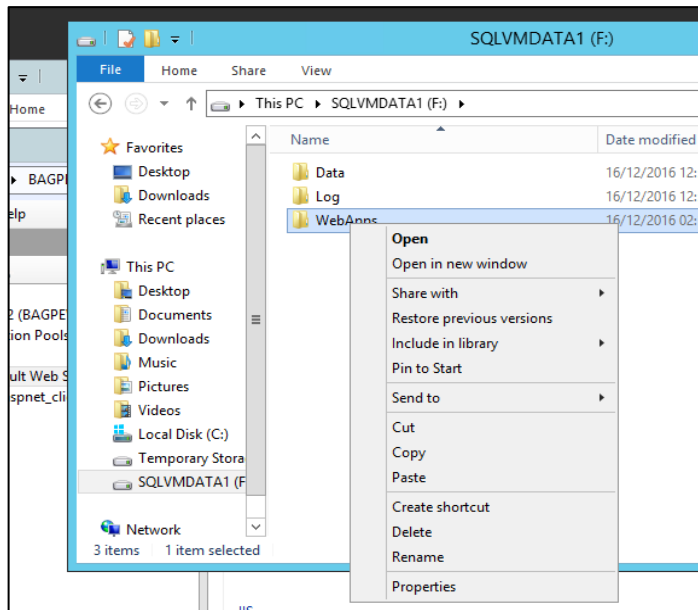 SQLVMDATA1 (F:)
File Home Share View
Home
This PC SQLVMDATA1 (F:)
Name Date modified
Favorites
Desktop
Downloads
Recent places
Data 16/12/2016 12:
Log 16/12/2016 12:
WebApps 16/12/2016 02:
BAGPE
elp
This PC
Desktop
Documents
Downloads
Music
Pictures
Videos
Local Disk (C:)
Temporary Stora
SQLVMDATA1 (F
Network
2 (BAGPE
ion Pools
ult Web S
spnet_cli
Open
Open in new window
Share with
Restore previous versions
Include in library
Pin to Start
Send to
Cut
Copy
Paste
Create shortcut
Delete
Rename
Properties
3 items 1 item selected
IIS